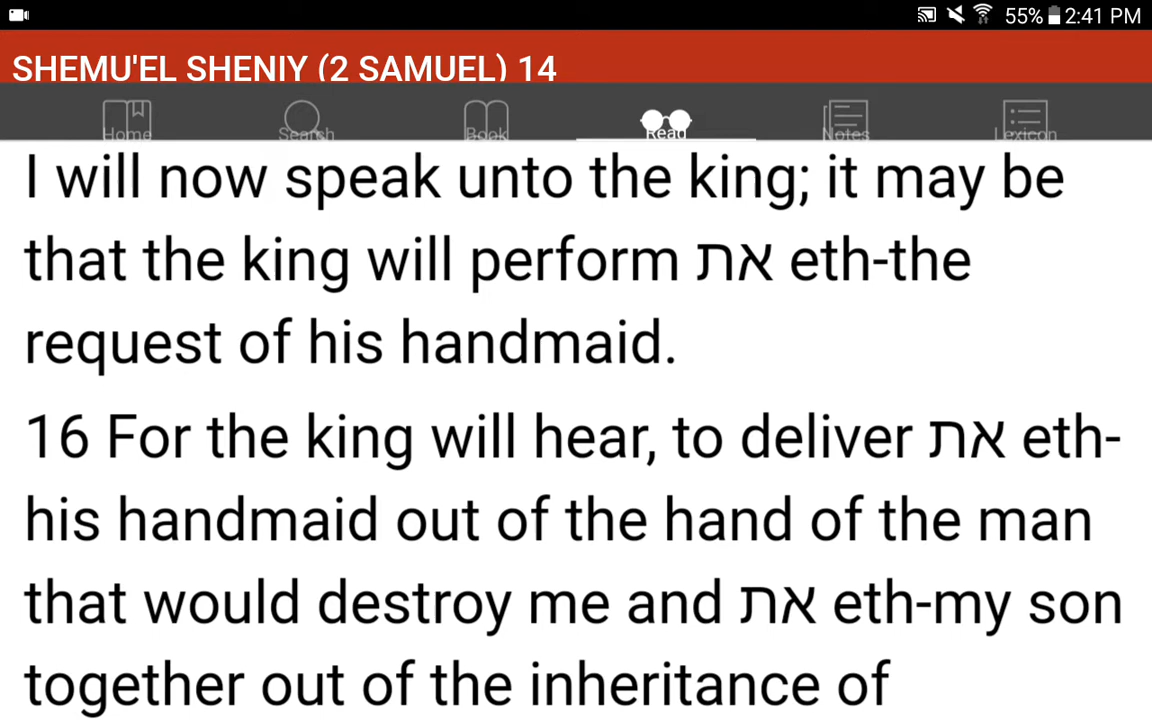 55% 2:41 PM
SHEMU'EL SHENIY (2 SAMUEL) 14
Home Search Book Read Notes Lexicon
I will now speak unto the king; it may be
that the king will perform את eth-the
request of his handmaid.
16 For the king will hear, to deliver את eth-
his handmaid out of the hand of the man
that would destroy me and את eth-my son
together out of the inheritance of